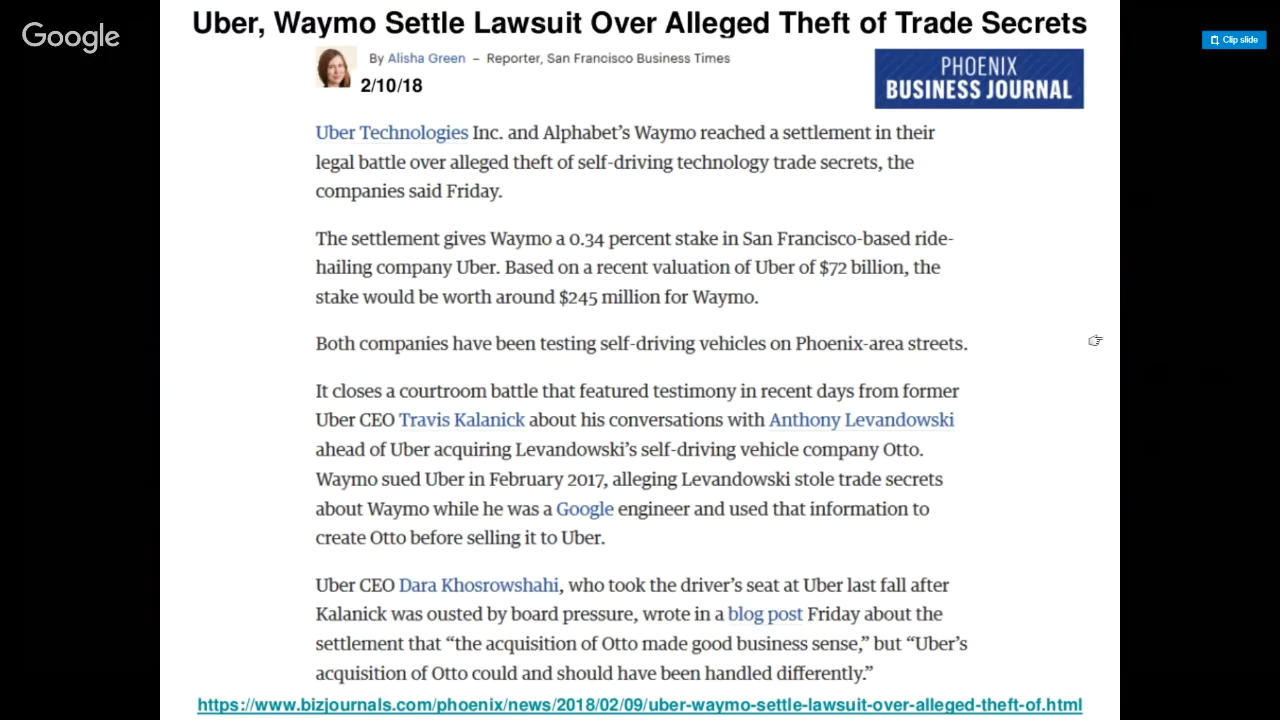 Google
Clip slide
Uber, Waymo Settle Lawsuit Over Alleged Theft of Trade Secrets
By Alisha Green – Reporter, San Francisco Business Times
2/10/18
PHOENIX
BUSINESS JOURNAL
Uber Technologies Inc. and Alphabet’s Waymo reached a settlement in their
legal battle over alleged theft of self-driving technology trade secrets, the
companies said Friday.
The settlement gives Waymo a 0.34 percent stake in San Francisco-based ride-
hailing company Uber. Based on a recent valuation of Uber of $72 billion, the
stake would be worth around $245 million for Waymo.
Both companies have been testing self-driving vehicles on Phoenix-area streets.
It closes a courtroom battle that featured testimony in recent days from former
Uber CEO Travis Kalanick about his conversations with Anthony Levandowski
ahead of Uber acquiring Levandowski’s self-driving vehicle company Otto.
Waymo sued Uber in February 2017, alleging Levandowski stole trade secrets
about Waymo while he was a Google engineer and used that information to
create Otto before selling it to Uber.
Uber CEO Dara Khosrowshahi, who took the driver’s seat at Uber last fall after
Kalanick was ousted by board pressure, wrote in a blog post Friday about the
settlement that “the acquisition of Otto made good business sense,” but “Uber’s
acquisition of Otto could and should have been handled differently.”
https://www.bizjournals.com/phoenix/news/2018/02/09/uber-waymo-settle-lawsuit-over-alleged-theft-of.html